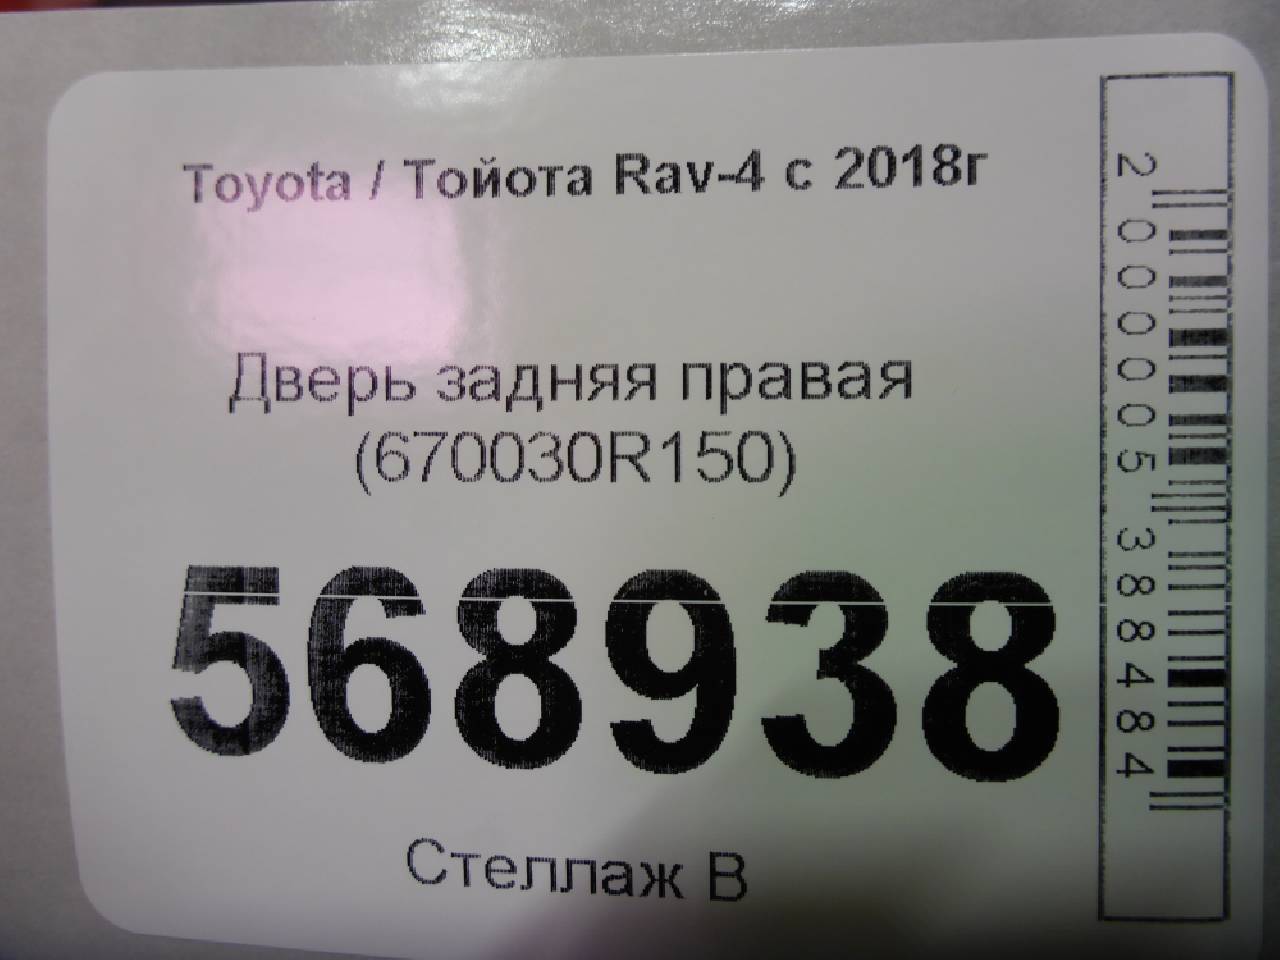 Toyota / Тойота Rav-4 с 2018г
Дверь задняя правая
(670030R150)
568938
Стеллаж В
2000005388484